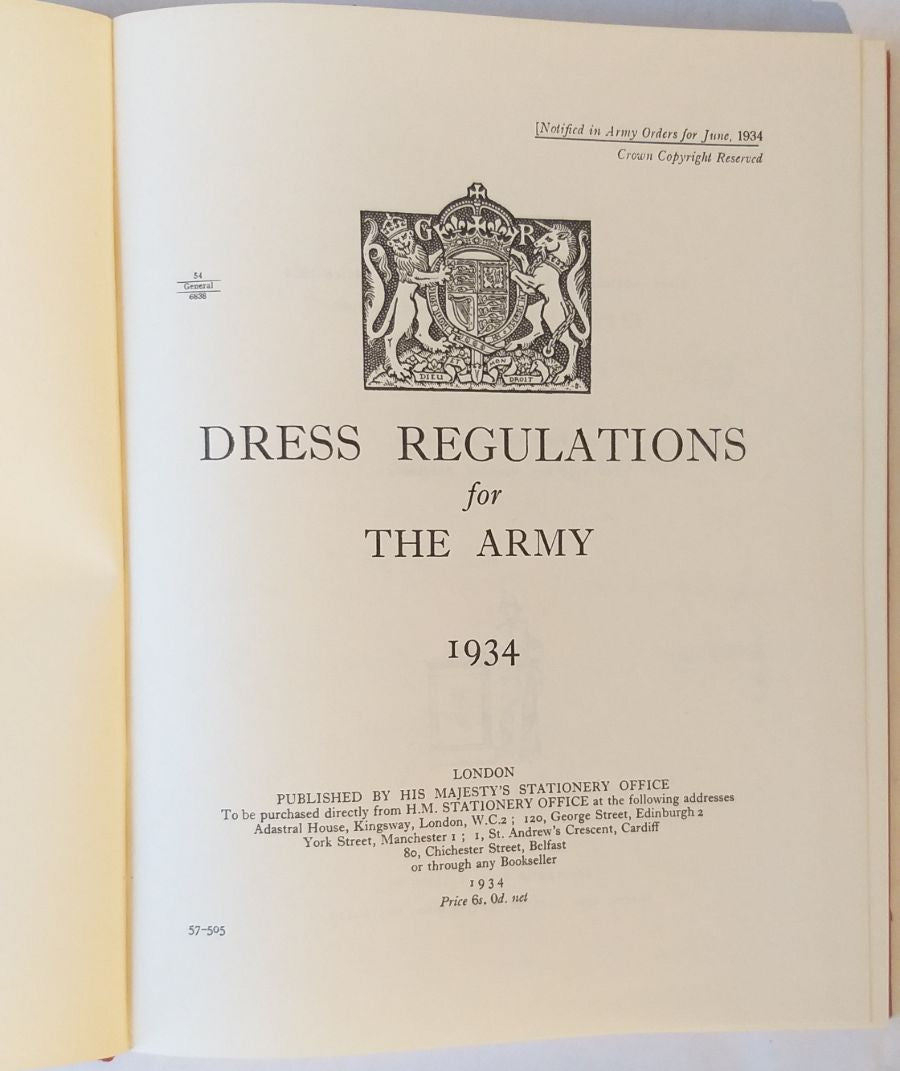 [Notified in Army Orders for June, 1934
Crown Copyright Reserved
54
General
6838
G R
DIEU ET MON DROIT
DRESS REGULATIONS
for
THE ARMY
1934
LONDON
PUBLISHED BY HIS MAJESTY'S STATIONERY OFFICE
To be purchased directly from H.M. STATIONERY OFFICE at the following addresses
Adastral House, Kingsway, London, W.C.2 ; 120, George Street, Edinburgh 2
York Street, Manchester 1 ; 1, St. Andrew's Crescent, Cardiff
80, Chichester Street, Belfast
or through any Bookseller
1934
Price 6s. 0d. net
57-505